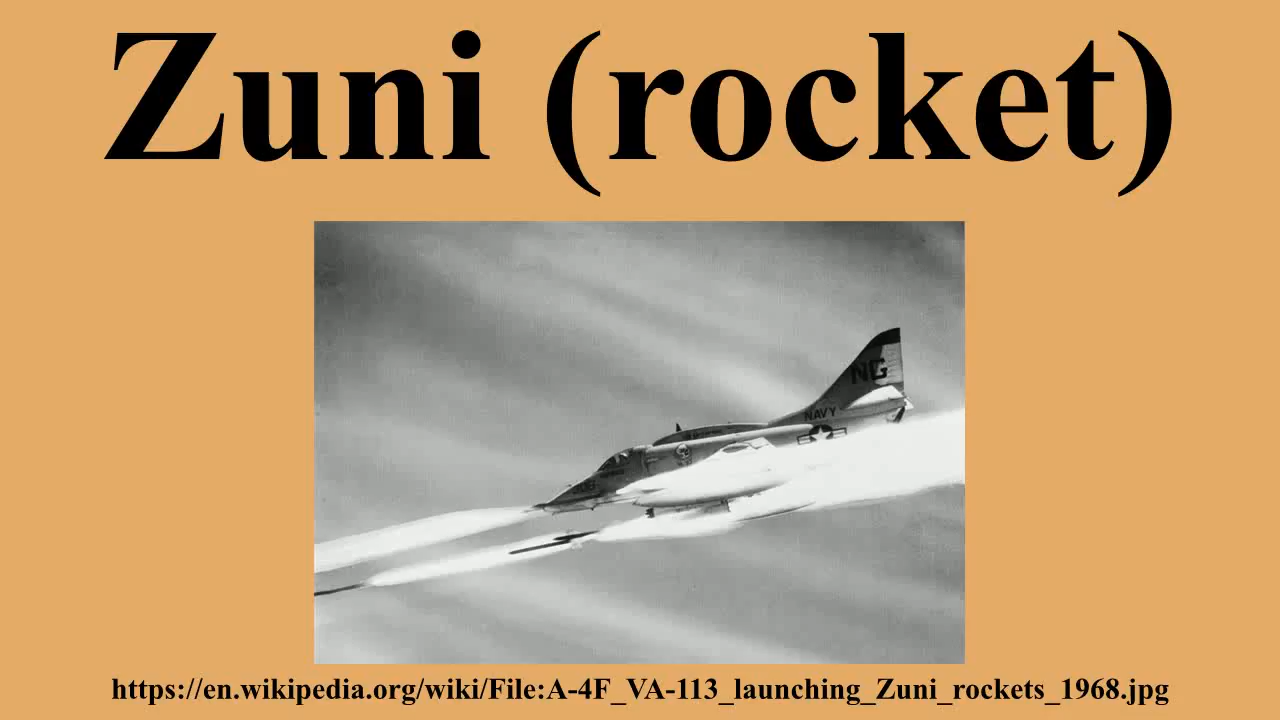 Zuni (rocket)
NG
NAVY
https://en.wikipedia.org/wiki/File:A-4F_VA-113_launching_Zuni_rockets_1968.jpg